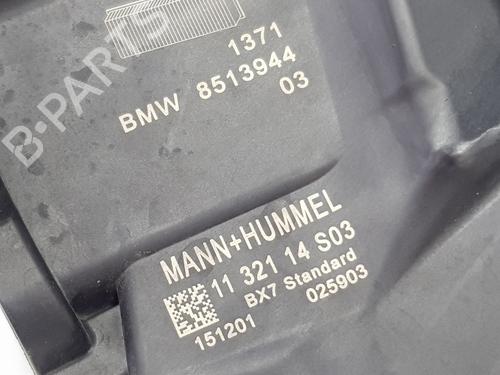 B-PARTS
1371
BMW 8513944
03
MANN+HUMMEL
11 321 14 S03
BX7 Standard
151201 025903